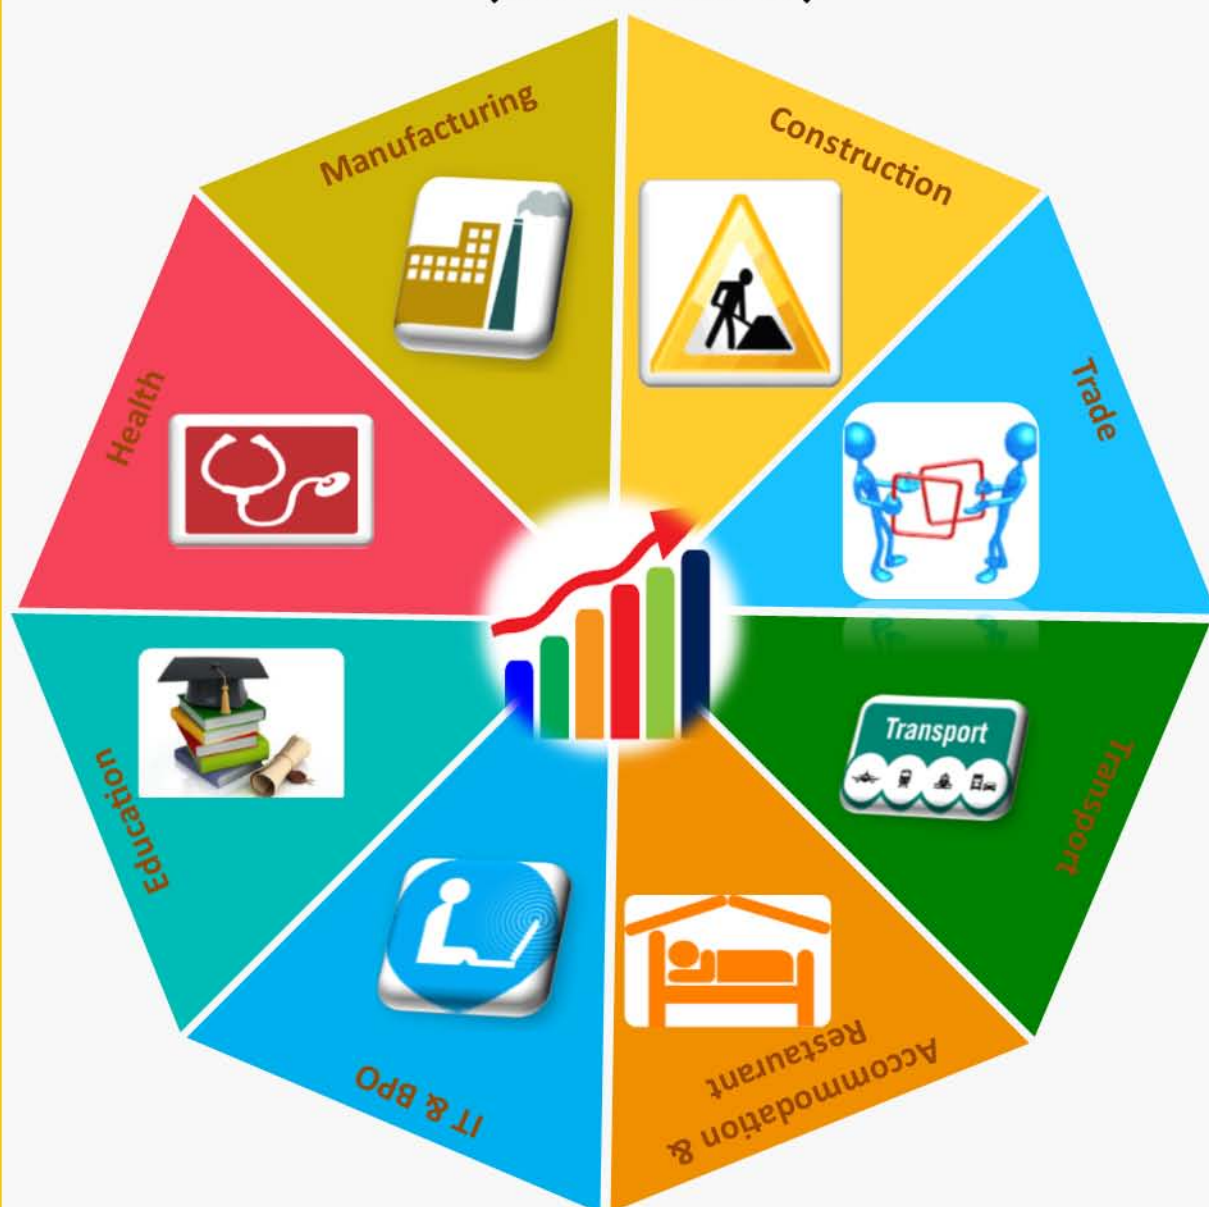 Manufacturing
Construction
Trade
Health
Transport
Transport
Education
IT & BPO
Accommodation &
Restaurant